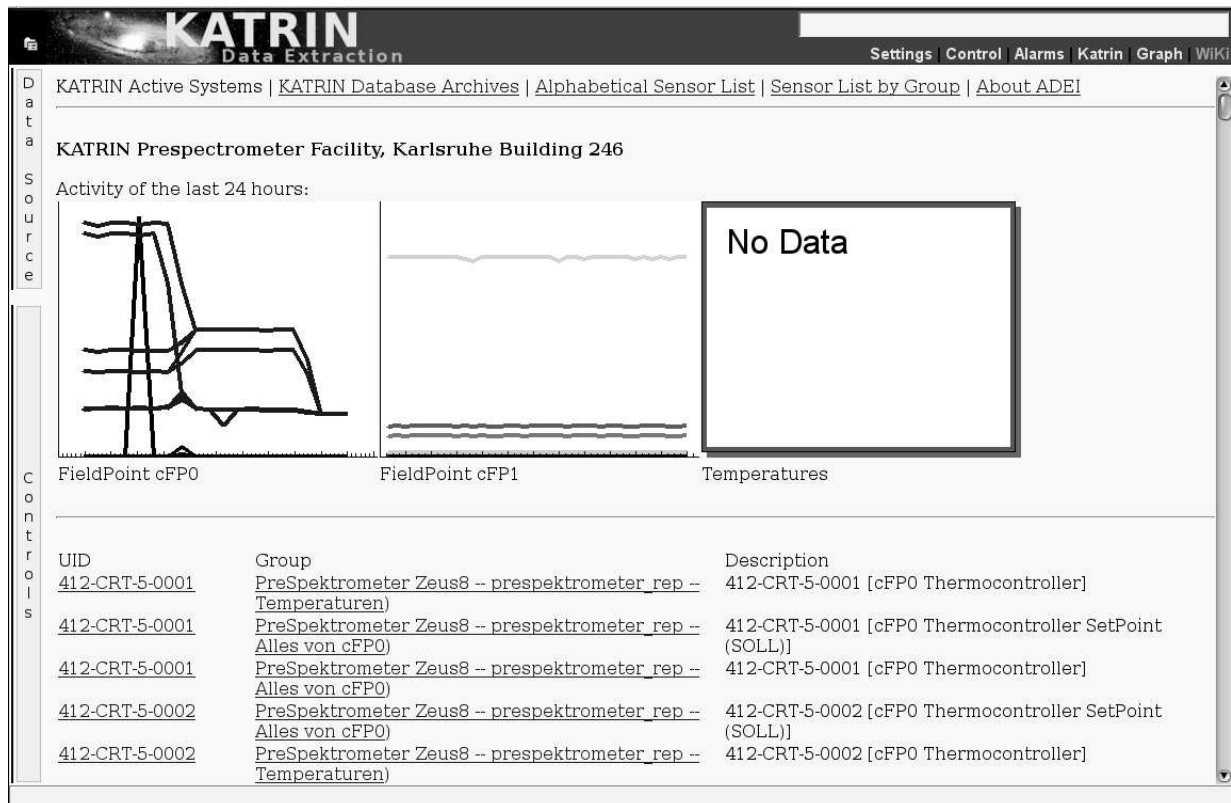 KATRIN
Data Extraction
Settings | Control | Alarms | Katrin | Graph | WiKi
Data Source
Controls
KATRIN Active Systems | KATRIN Database Archives | Alphabetical Sensor List | Sensor List by Group | About ADEI
KATRIN Prespectrometer Facility, Karlsruhe Building 246
Activity of the last 24 hours:
No Data
FieldPoint cFP0 FieldPoint cFP1 Temperatures
UID Group Description
412-CRT-5-0001 PreSpektrometer Zeus8 -- prespektrometer_rep -- 412-CRT-5-0001 [cFP0 Thermocontroller]
Temperaturen)
412-CRT-5-0001 PreSpektrometer Zeus8 -- prespektrometer_rep -- 412-CRT-5-0001 [cFP0 Thermocontroller SetPoint
Alles von cFP0) (SOLL)]
412-CRT-5-0001 PreSpektrometer Zeus8 -- prespektrometer_rep -- 412-CRT-5-0001 [cFP0 Thermocontroller]
Alles von cFP0)
412-CRT-5-0002 PreSpektrometer Zeus8 -- prespektrometer_rep -- 412-CRT-5-0002 [cFP0 Thermocontroller SetPoint
Alles von cFP0) (SOLL)]
412-CRT-5-0002 PreSpektrometer Zeus8 -- prespektrometer_rep -- 412-CRT-5-0002 [cFP0 Thermocontroller]
Temperaturen)